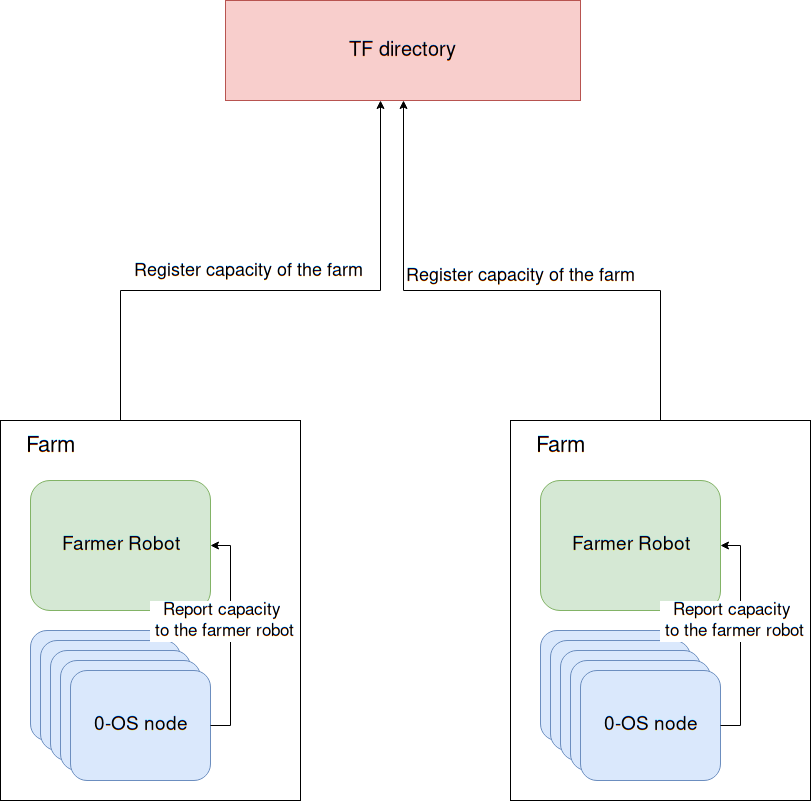 TF directory
Register capacity of the farm
Register capacity of the farm
Farm
Farmer Robot
Report capacity
to the farmer robot
0-OS node
Farm
Farmer Robot
Report capacity
to the farmer robot
0-OS node